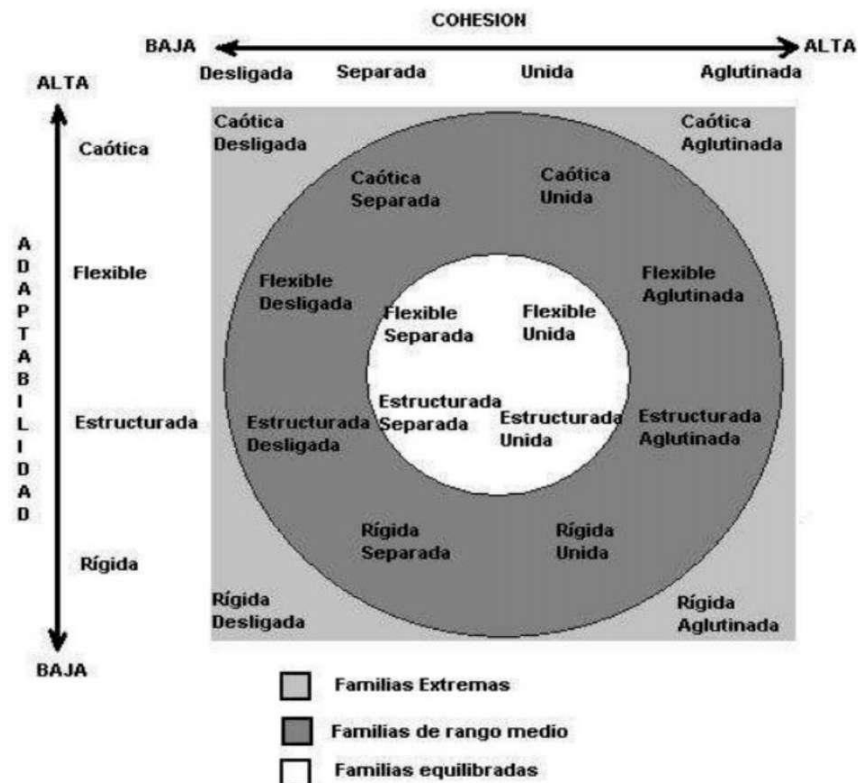 COHESION
BAJA
ALTA
Desligada Separada Unida Aglutinada
ALTA
Caótica
Flexible
Estructurada
Rígida
BAJA
ADAPTABILIDAD
Caótica
Desligada
Caótica
Aglutinada
Caótica
Separada
Caótica
Unida
Flexible
Desligada
Flexible
Separada
Flexible
Unida
Flexible
Aglutinada
Estructurada
Desligada
Estructurada
Separada
Estructurada
Unida
Estructurada
Aglutinada
Rígida
Separada
Rígida
Unida
Rígida
Desligada
Rígida
Aglutinada
Familias Extremas
Familias de rango medio
Familias equilibradas